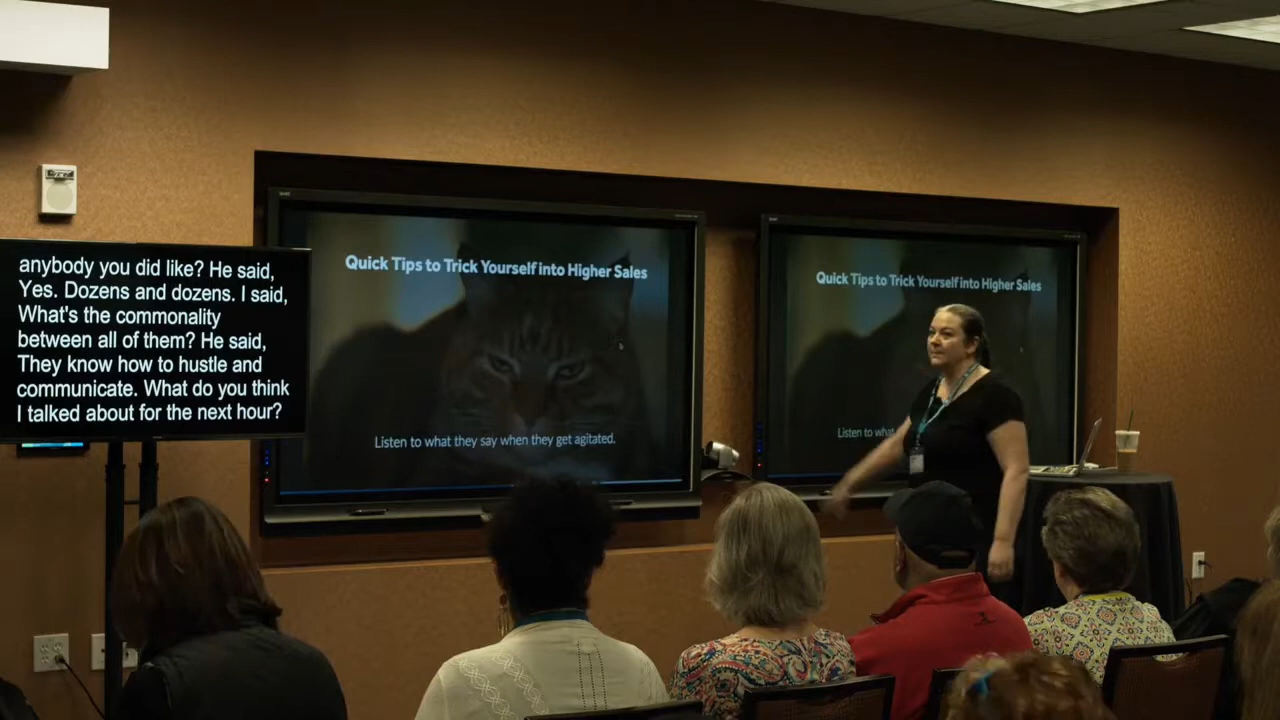 anybody you did like? He said,
Yes. Dozens and dozens. I said,
What's the commonality
between all of them? He said,
They know how to hustle and
communicate. What do you think
I talked about for the next hour?
Quick Tips to Trick Yourself into Higher Sales
Listen to what they say when they get agitated.
Quick Tips to Trick Yourself into Higher Sales
Listen to what